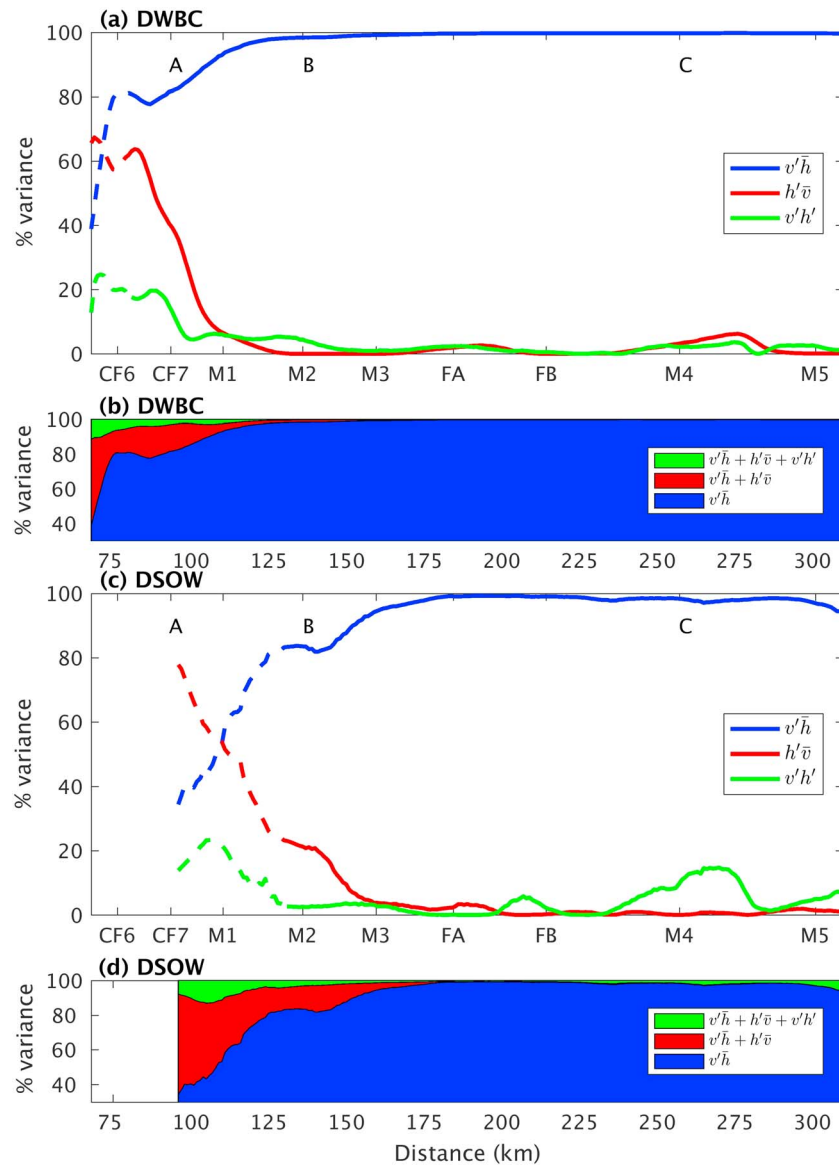 (a) DWBC
100
80
60
40
20
0
% variance
A
B
C
v'h̄
h'v̄
v'h'
CF6 CF7 M1 M2 M3 FA FB M4 M5
(b) DWBC
100
80
60
40
% variance
v'h̄ + h'v̄ + v'h'
v'h̄ + h'v̄
v'h̄
75 100 125 150 175 200 225 250 275 300
(c) DSOW
100
80
60
40
20
0
% variance
A
B
C
v'h̄
h'v̄
v'h'
CF6 CF7 M1 M2 M3 FA FB M4 M5
(d) DSOW
100
80
60
40
% variance
v'h̄ + h'v̄ + v'h'
v'h̄ + h'v̄
v'h̄
75 100 125 150 175 200 225 250 275 300
Distance (km)